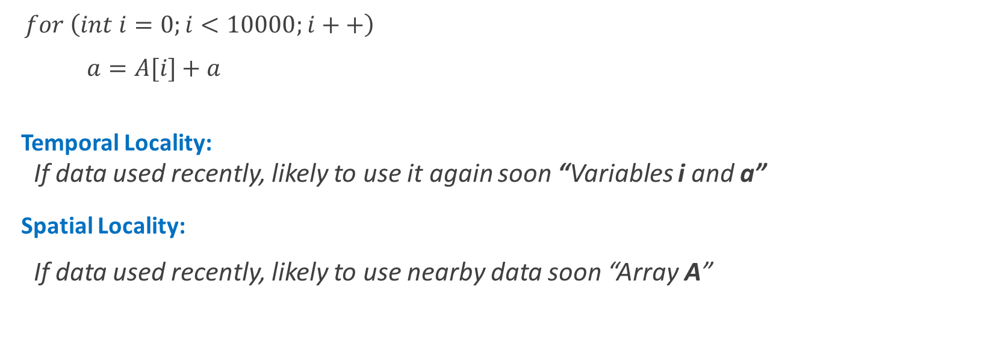 for (int i = 0; i < 10000; i + +)
a = A[i] + a
Temporal Locality:
If data used recently, likely to use it again soon “Variables i and a”
Spatial Locality:
If data used recently, likely to use nearby data soon “Array A”